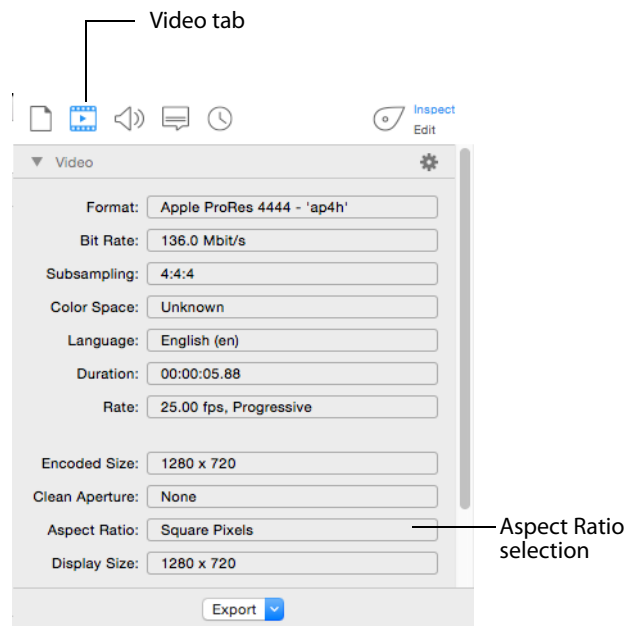 Video tab
Inspect
Edit
Video
Format: Apple ProRes 4444 - 'ap4h'
Bit Rate: 136.0 Mbit/s
Subsampling: 4:4:4
Color Space: Unknown
Language: English (en)
Duration: 00:00:05.88
Rate: 25.00 fps, Progressive
Encoded Size: 1280 x 720
Clean Aperture: None
Aspect Ratio: Square Pixels
Aspect Ratio
selection
Display Size: 1280 x 720
Export